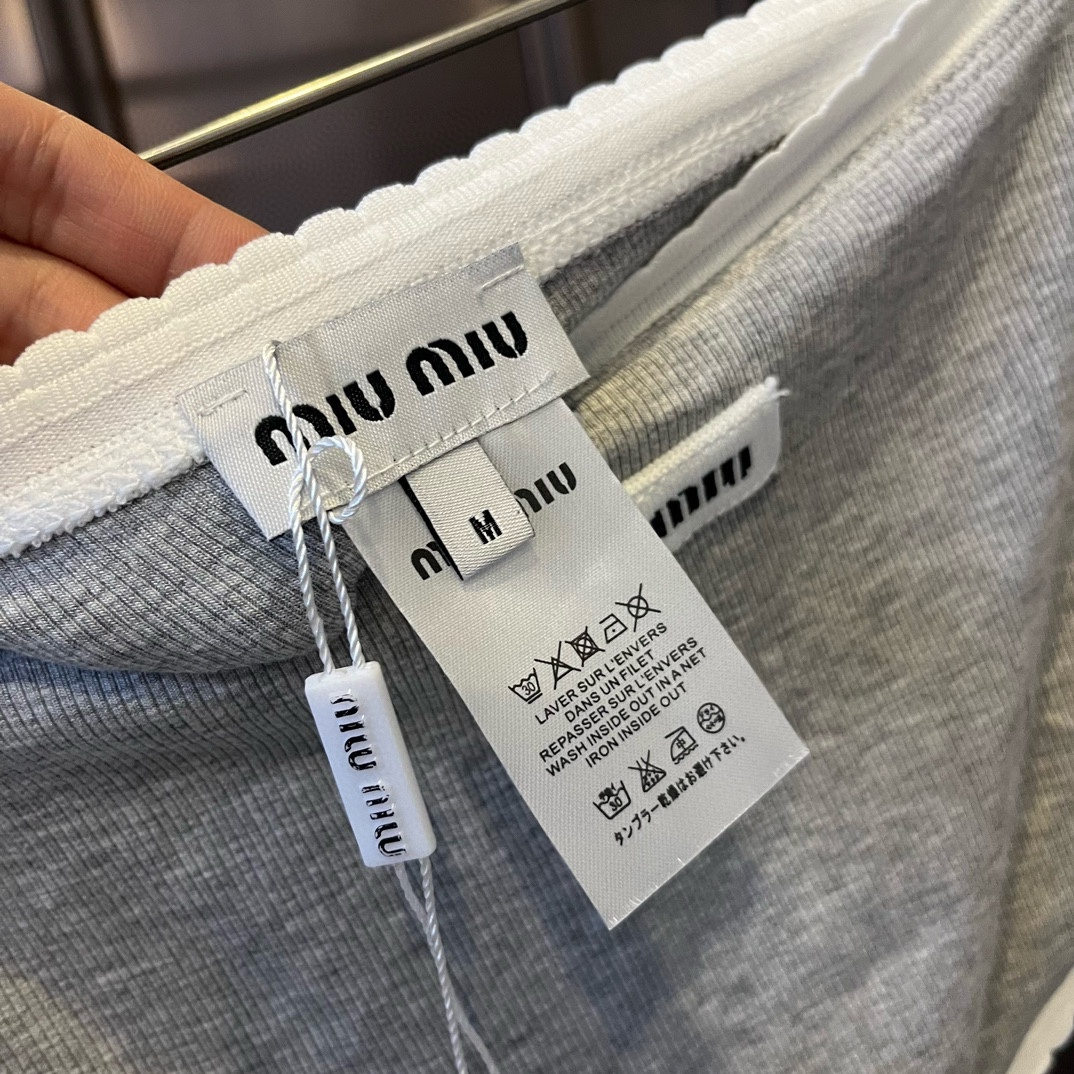 miu miu
M
miu miu
miu miu
30
LAVER SUR L'ENVERS
DANS UN FILET
REPASSER SUR L'ENVERS
WASH INSIDE OUT IN A NET
IRON INSIDE OUT
30
タンブラー乾燥はお避け下さい。
miu miu